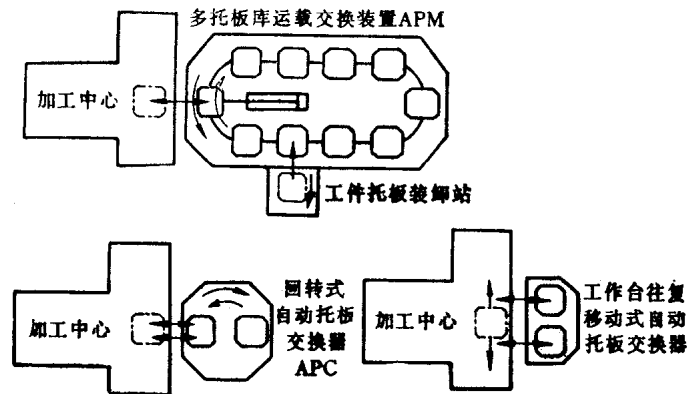 多托板库运载交换装置APM
加工中心
工件托板装卸站
加工中心
回转式
自动托板
交换器
APC
加工中心
工作台往复
移动式自动
托板交换器